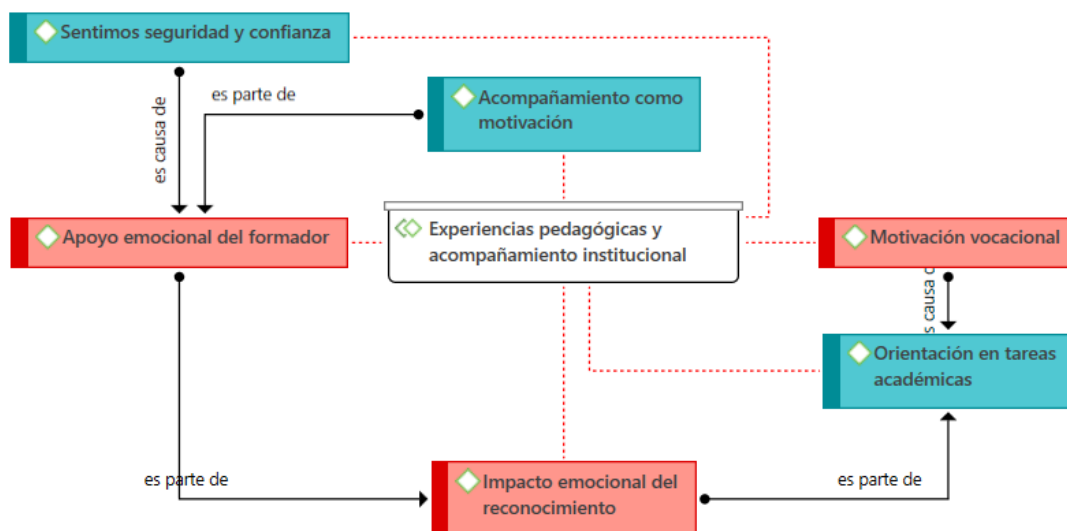 Sentimos seguridad y confianza
es causa de
es parte de
Acompañamiento como
motivación
Apoyo emocional del formador
Experiencias pedagógicas y
acompañamiento institucional
Motivación vocacional
s causa
Orientación en tareas
académicas
es parte de
Impacto emocional del
reconocimiento
es parte de